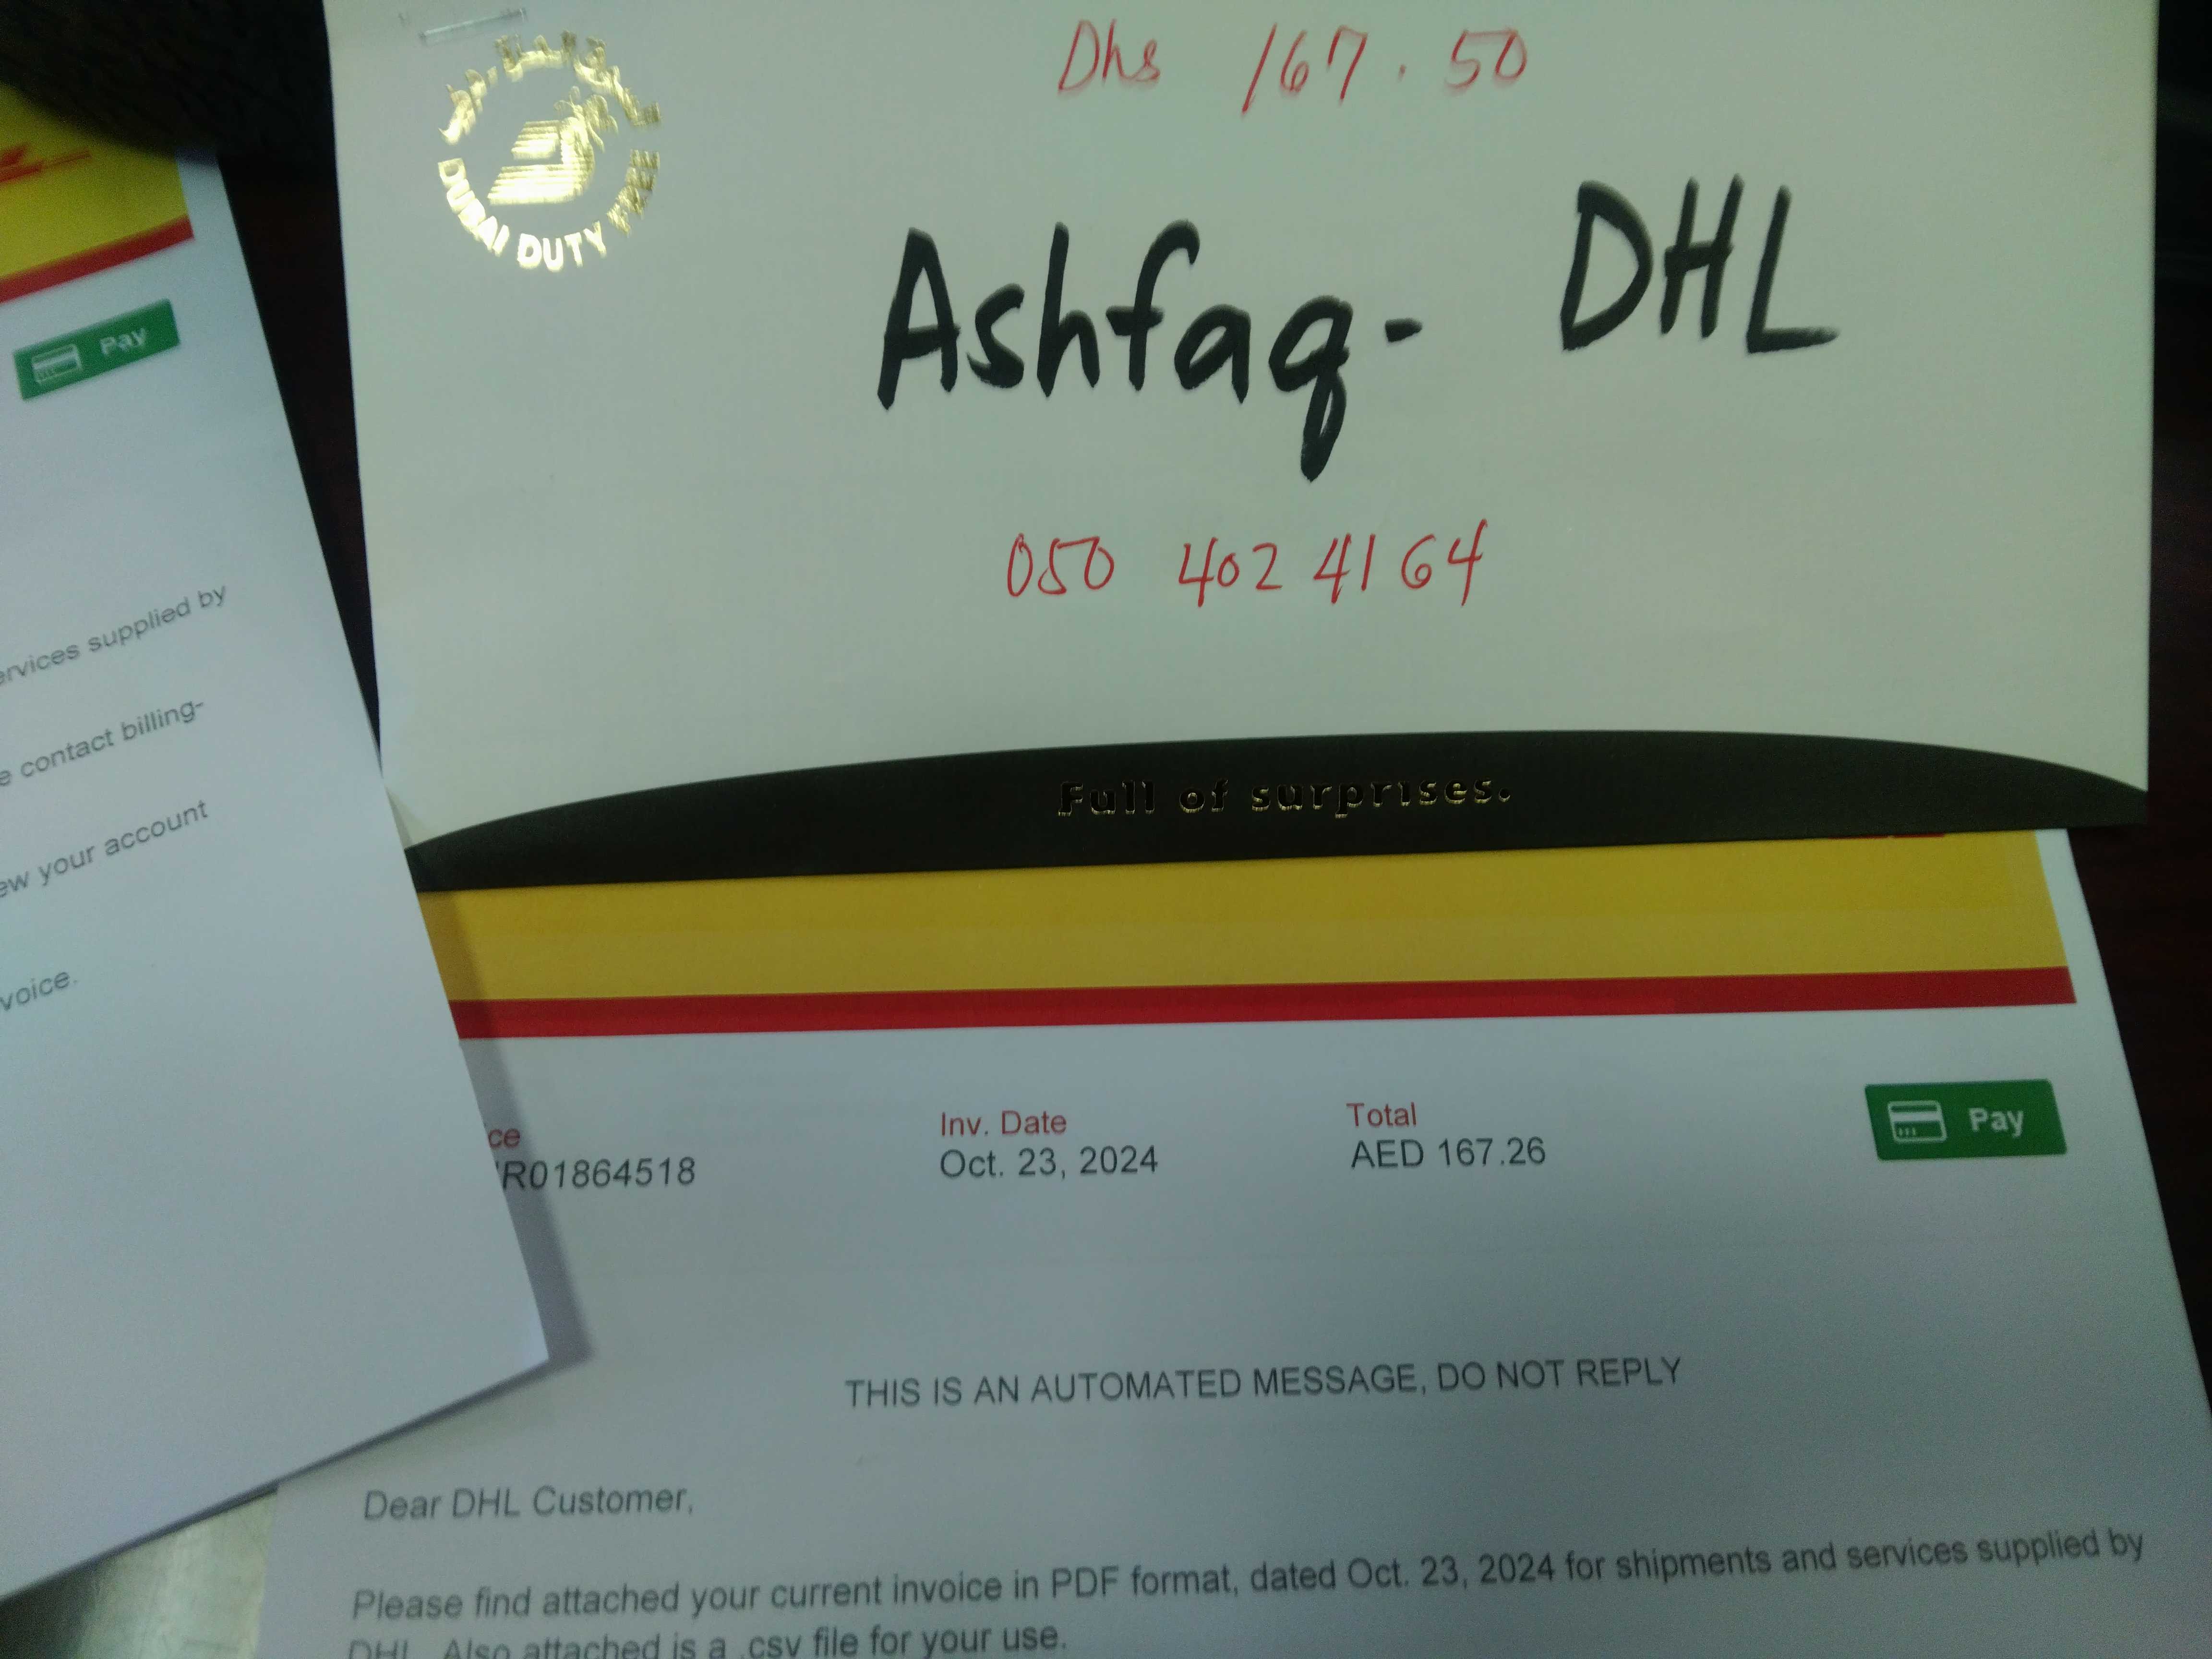 Dhs 167.50
DUBAI DUTY FREE
Ashfaq- DHL
050 402 4164
Full of surprises.
Pay
services supplied by
contact billing-
your account
voice.
Inv. Date
Total
Pay
R01864518
Oct. 23, 2024
AED 167.26
THIS IS AN AUTOMATED MESSAGE, DO NOT REPLY
Dear DHL Customer,
Please find attached your current invoice in PDF format, dated Oct. 23, 2024 for shipments and services supplied by
DHL. Also attached is a .csv file for your use.